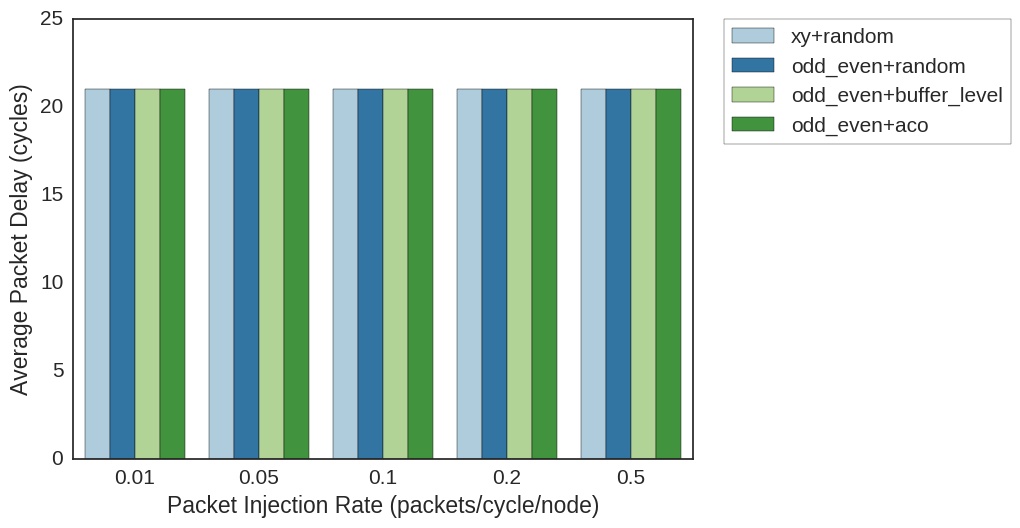 25
20
15
10
5
0
Average Packet Delay (cycles)
0.01 0.05 0.1 0.2 0.5
Packet Injection Rate (packets/cycle/node)
xy+random
odd_even+random
odd_even+buffer_level
odd_even+aco